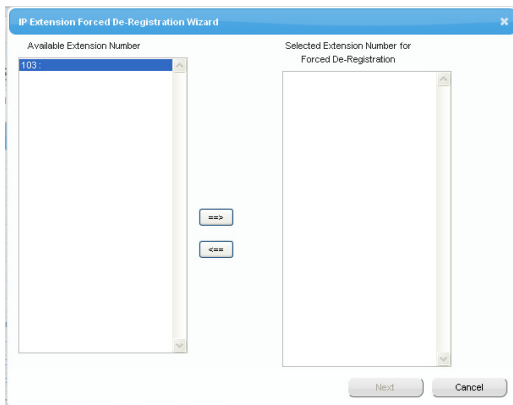 IP Extension Forced De-Registration Wizard
Available Extension Number
Selected Extension Number for
Forced De-Registration
103 :
==>
<==
Next
Cancel